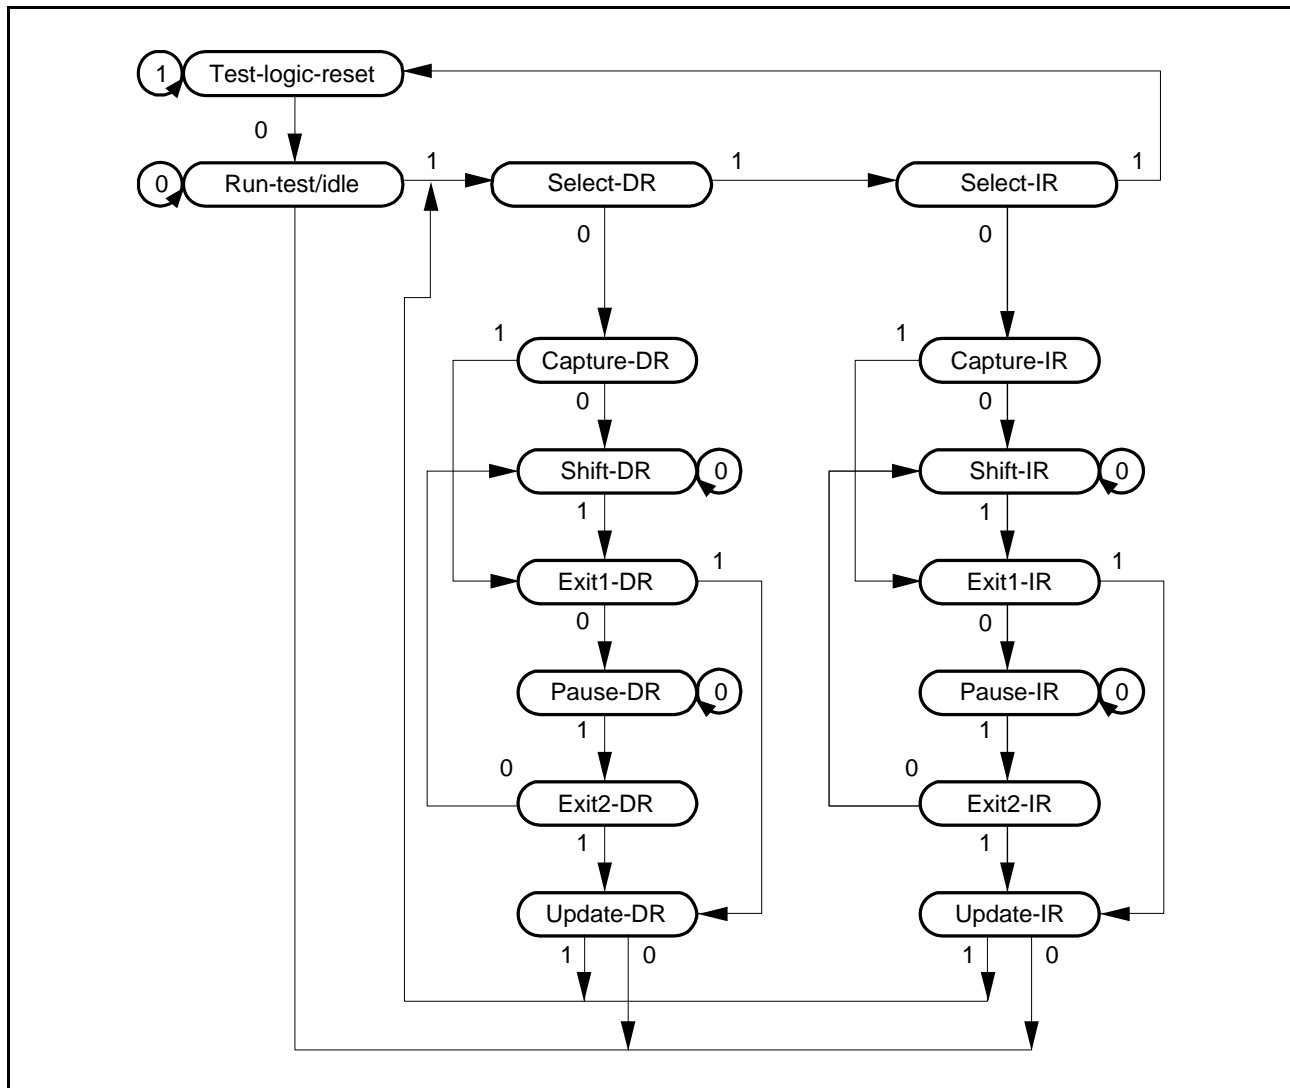 1 Test-logic-reset
0
1 1 1
0 Run-test/idle Select-DR Select-IR
0 0
1 1
Capture-DR Capture-IR
0 0
Shift-DR 0 Shift-IR 0
1 1
1 1
Exit1-DR Exit1-IR
0 0
Pause-DR 0 Pause-IR 0
1 1
0 0
Exit2-DR Exit2-IR
1 1
Update-DR Update-IR
1 0 1 0